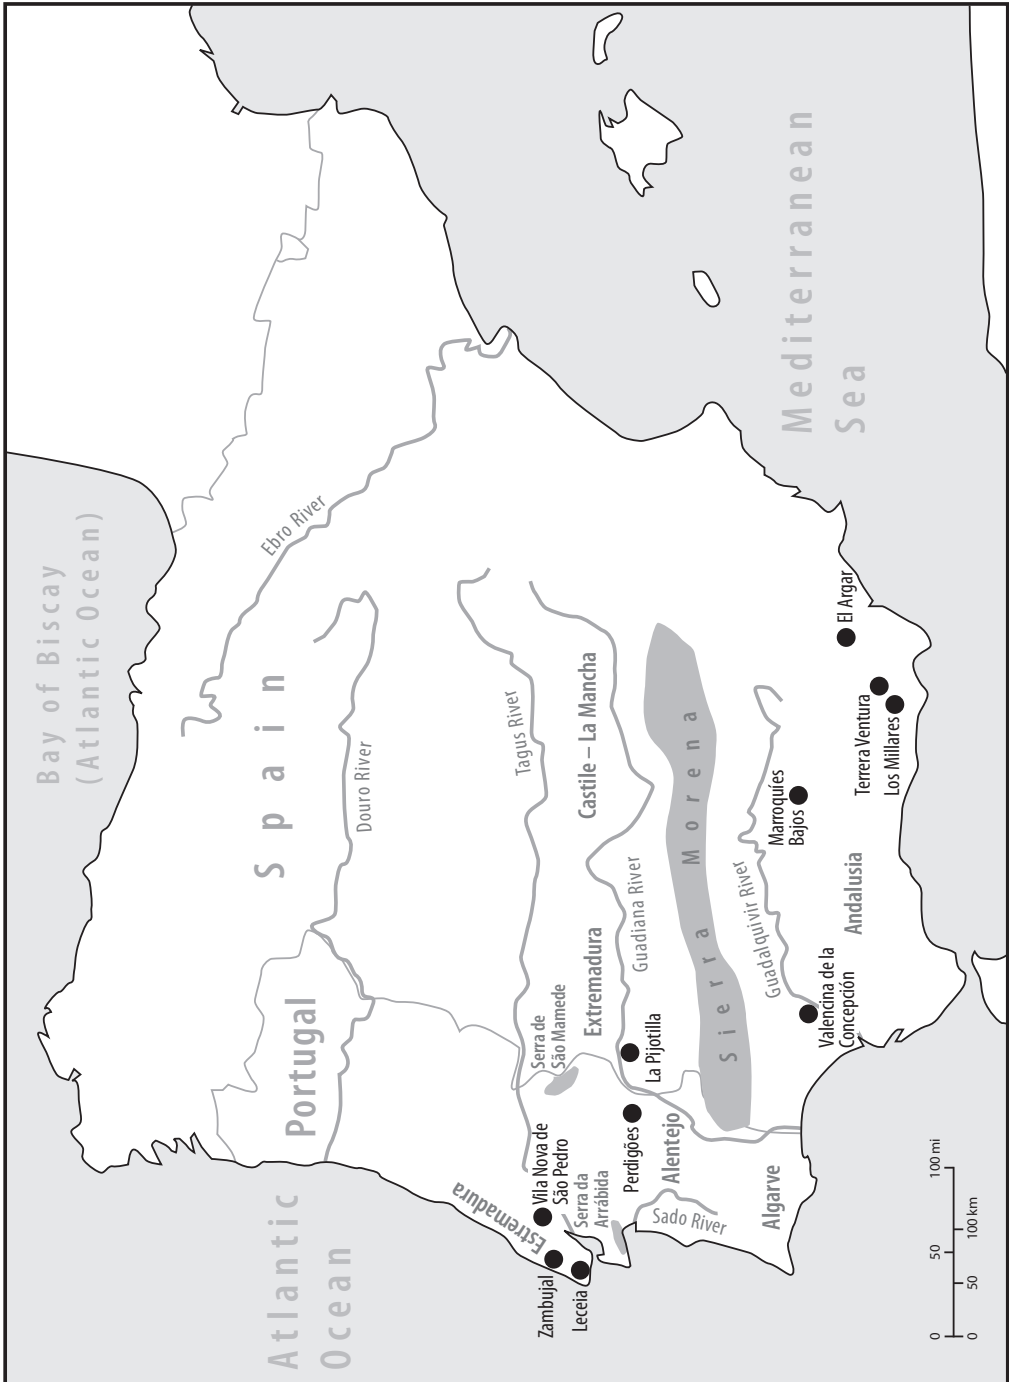 Bay of Biscay
(Atlantic Ocean)
Ebro River
Spain
Douro River
Portugal
Atlantic
Ocean
Tagus River
Castile – La Mancha
Mediterranean
Sea
Serra de
São Mamede
Extremadura
Guadiana River
La Pijotilla
Sierra Morena
Estremadura
Vila Nova de
São Pedro
Zambujal
Leceia
Serra da
Arrábida
Perdigões
Alentejo
Sado River
Algarve
Guadalquivir River
Valencina de la
Concepción
Marroquíes
Bajos
Andalusia
El Argar
Terrera Ventura
Los Millares
0 50 100 mi
0 50 100 km